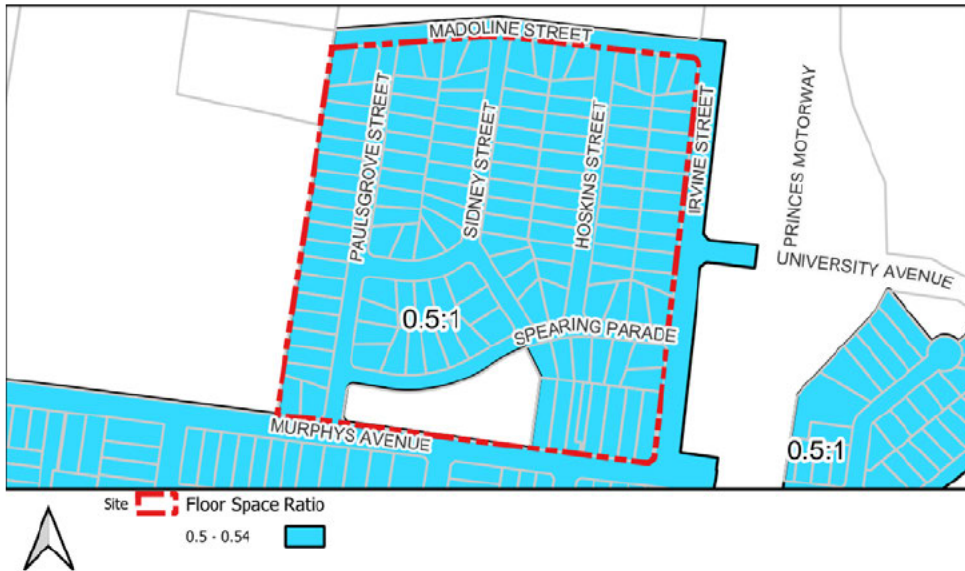 MADOLINE STREET
PAULSGROVE STREET
SIDNEY STREET
HOSKINS STREET
IRVINE STREET
PRINCES MOTORWAY
UNIVERSITY AVENUE
0.5:1
SPEARING PARADE
MURPHYS AVENUE
0.5:1
Site Floor Space Ratio
0.5 - 0.54